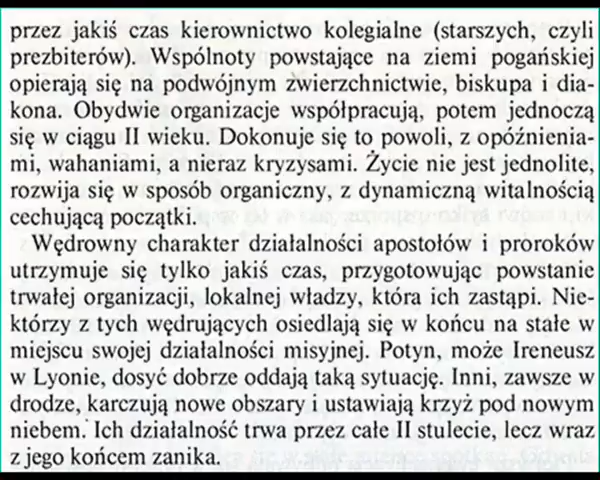 przez jakiś czas kierownictwo kolegialne (starszych, czyli
prezbiterów). Wspólnoty powstające na ziemi pogańskiej
opierają się na podwójnym zwierzchnictwie, biskupa i dia-
kona. Obydwie organizacje współpracują, potem jednoczą
się w ciągu II wieku. Dokonuje się to powoli, z opóźnienia-
mi, wahaniami, a nieraz kryzysami. Życie nie jest jednolite,
rozwija się w sposób organiczny, z dynamiczną witalnością
cechującą początki.
Wędrowny charakter działalności apostołów i proroków
utrzymuje się tylko jakiś czas, przygotowując powstanie
trwałej organizacji, lokalnej władzy, która ich zastąpi. Nie-
którzy z tych wędrujących osiedlają się w końcu na stałe w
miejscu swojej działalności misyjnej. Potyn, może Ireneusz
w Lyonie, dosyć dobrze oddają taką sytuację. Inni, zawsze w
drodze, karczują nowe obszary i ustawiają krzyż pod nowym
niebem. Ich działalność trwa przez całe II stulecie, lecz wraz
z jego końcem zanika.